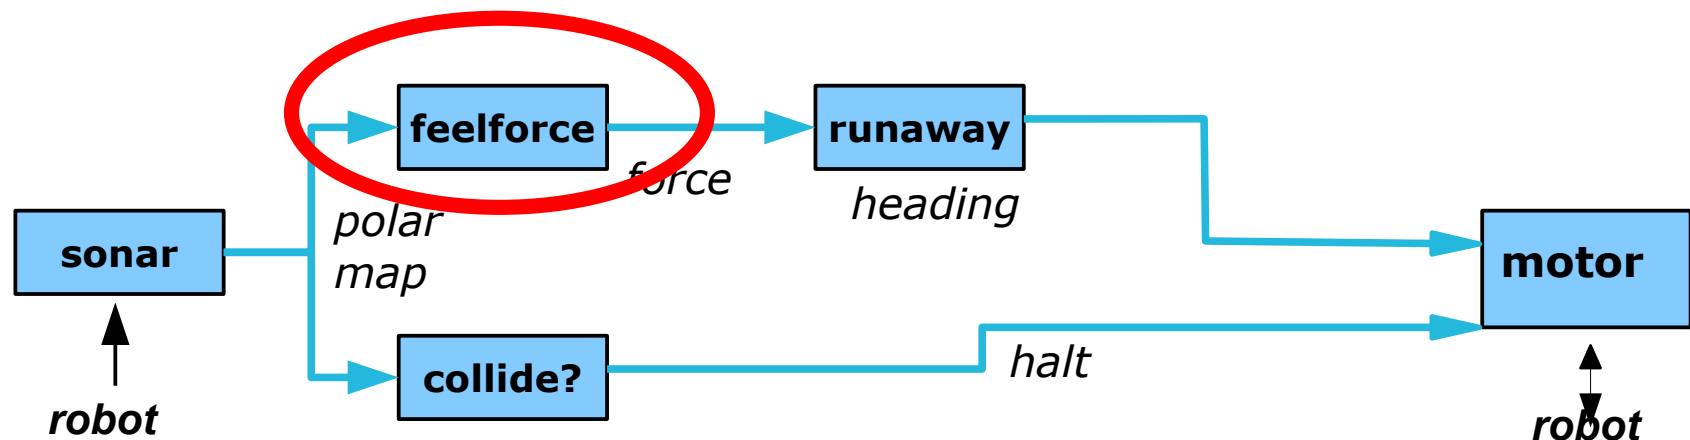 feelforce
runaway
force
heading
polar
map
sonar
motor
collide?
halt
robot
robot